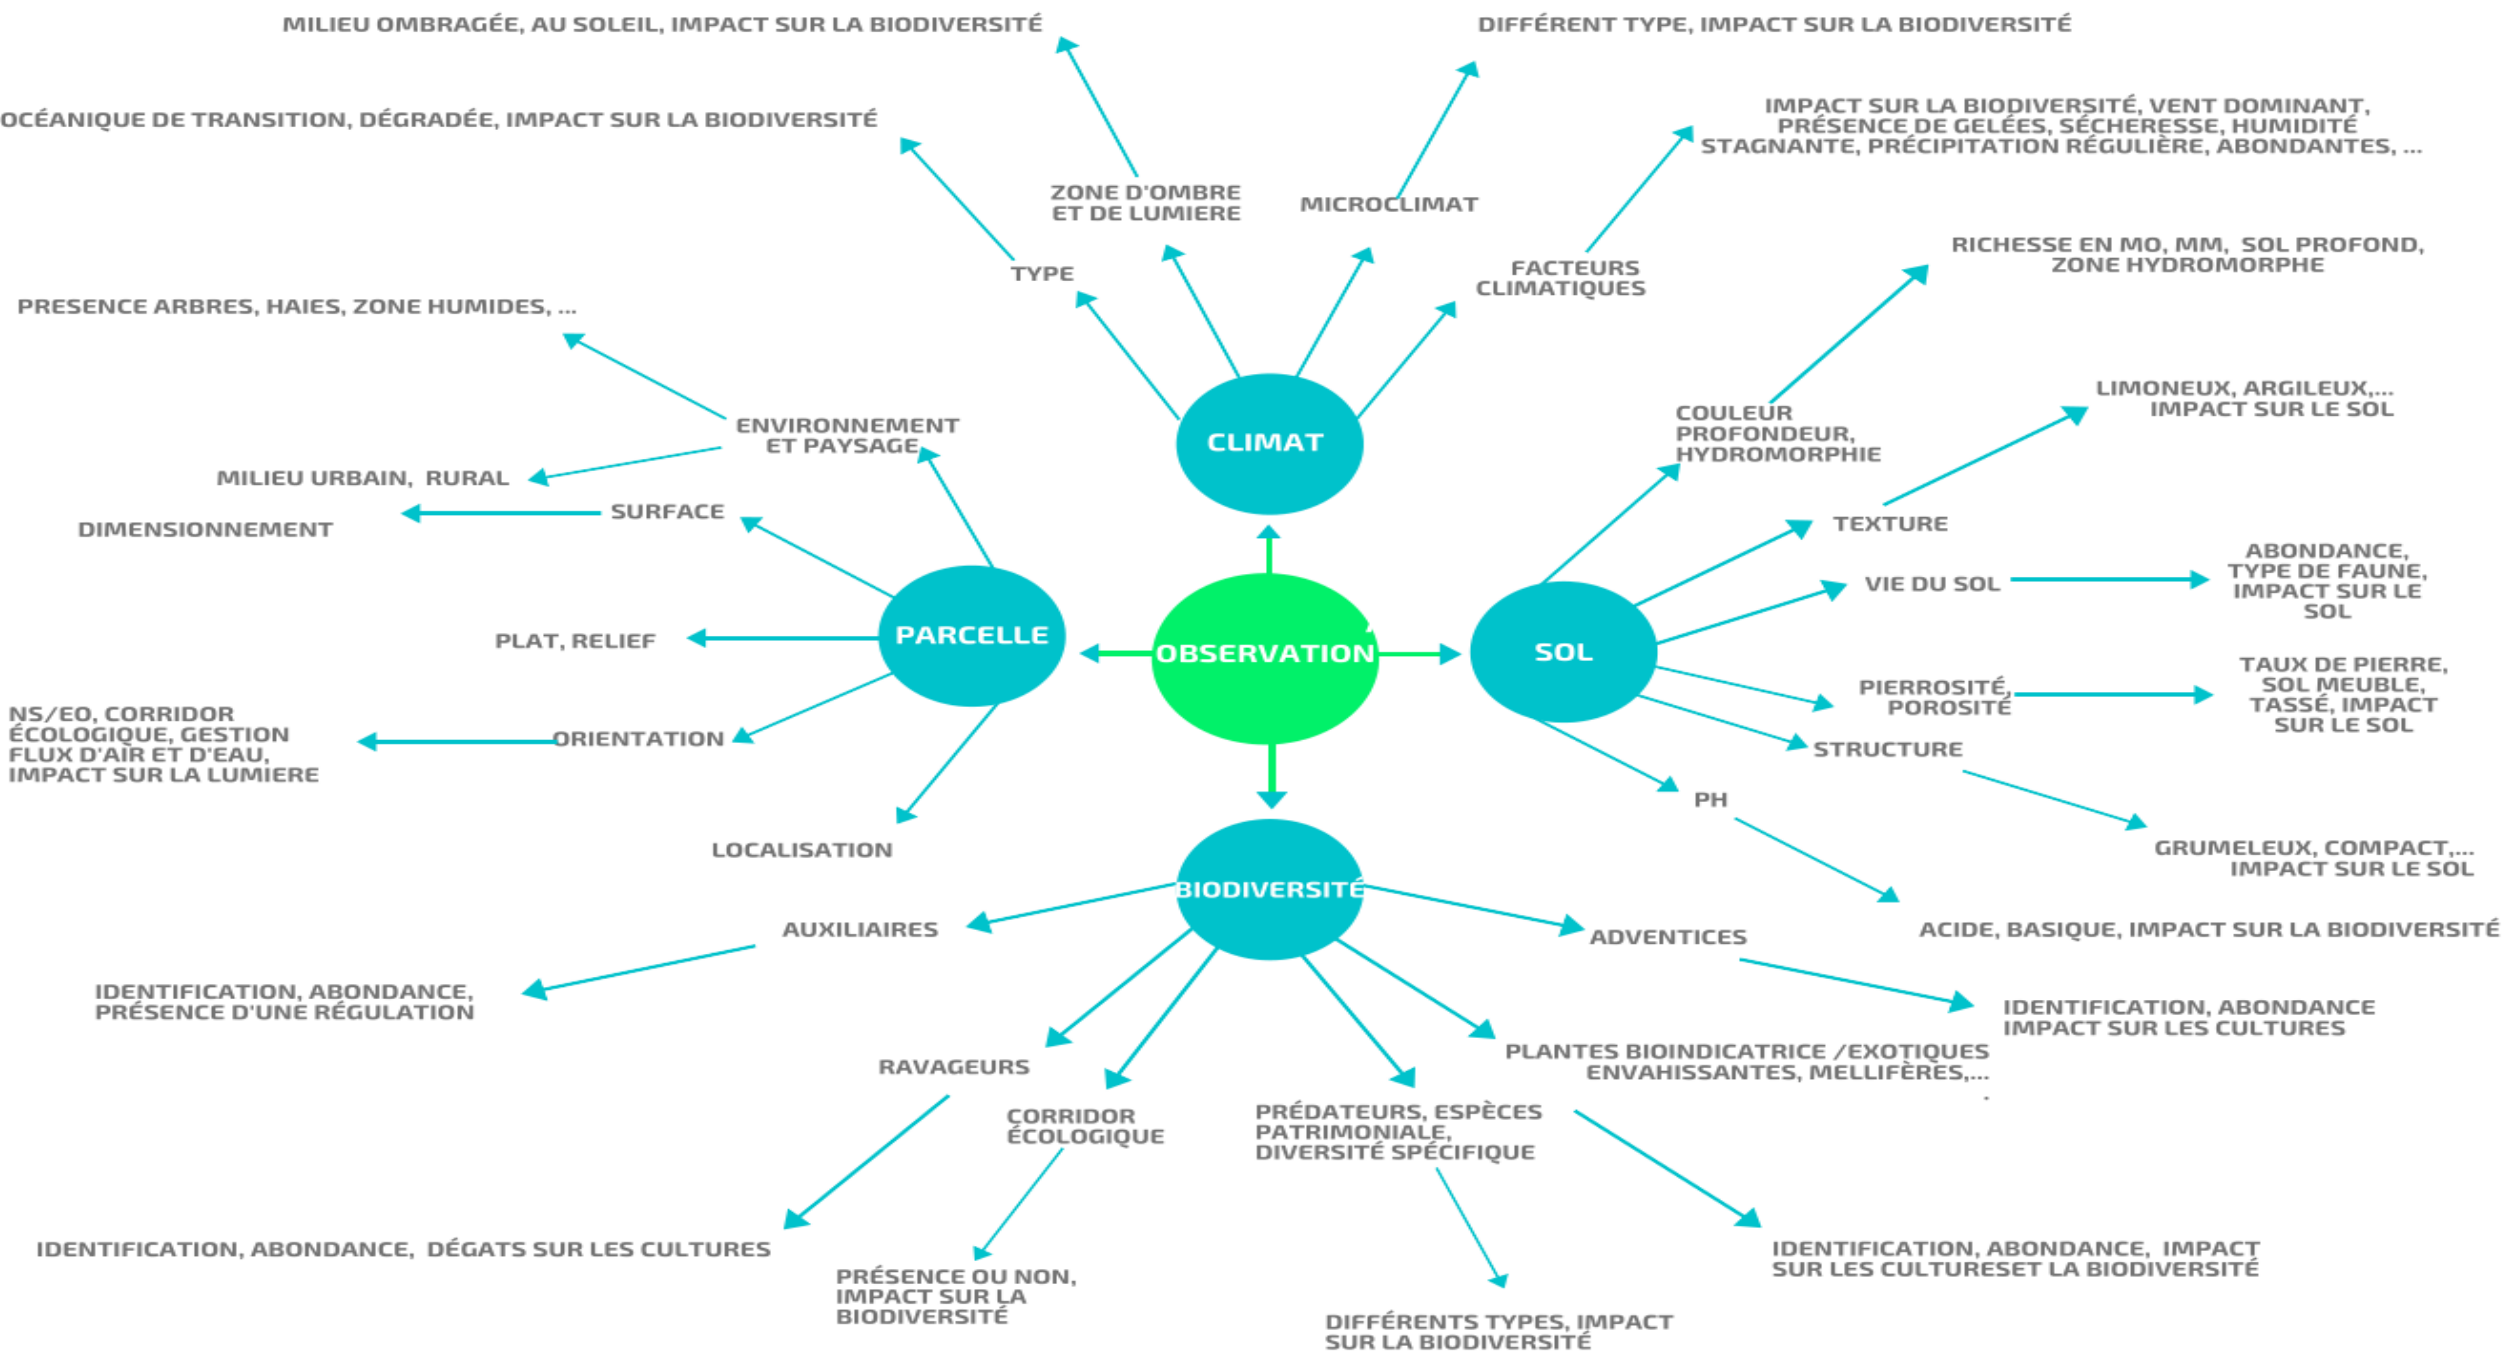 MILIEU OMBRAGÉE, AU SOLEIL, IMPACT SUR LA BIODIVERSITÉ
DIFFÉRENT TYPE, IMPACT SUR LA BIODIVERSITÉ
OCÉANIQUE DE TRANSITION, DÉGRADÉE, IMPACT SUR LA BIODIVERSITÉ
IMPACT SUR LA BIODIVERSITÉ, VENT DOMINANT,
PRÉSENCE DE GELÉES, SÉCHERESSE, HUMIDITÉ
STAGNANTE, PRÉCIPITATION RÉGULIÈRE, ABONDANTES, ...
ZONE D'OMBRE
ET DE LUMIERE
MICROCLIMAT
TYPE
FACTEURS
CLIMATIQUES
RICHESSE EN MO, MM, SOL PROFOND,
ZONE HYDROMORPHE
PRESENCE ARBRES, HAIES, ZONE HUMIDES, ...
LIMONEUX, ARGILEUX,...
IMPACT SUR LE SOL
COULEUR
PROFONDEUR,
HYDROMORPHIE
ENVIRONNEMENT
ET PAYSAGE
CLIMAT
MILIEU URBAIN, RURAL
SURFACE
DIMENSIONNEMENT
TEXTURE
ABONDANCE,
TYPE DE FAUNE,
IMPACT SUR LE
SOL
VIE DU SOL
PARCELLE
PLAT, RELIEF
OBSERVATION
SOL
TAUX DE PIERRE,
SOL MEUBLE,
TASSÉ, IMPACT
SUR LE SOL
PIERROSITÉ,
POROSITÉ
NS/EO, CORRIDOR
ÉCOLOGIQUE, GESTION
FLUX D'AIR ET D'EAU,
IMPACT SUR LA LUMIERE
ORIENTATION
STRUCTURE
PH
LOCALISATION
GRUMELEUX, COMPACT,...
IMPACT SUR LE SOL
BIODIVERSITÉ
AUXILIAIRES
ADVENTICES
ACIDE, BASIQUE, IMPACT SUR LA BIODIVERSITÉ
IDENTIFICATION, ABONDANCE,
PRÉSENCE D'UNE RÉGULATION
IDENTIFICATION, ABONDANCE
IMPACT SUR LES CULTURES
RAVAGEURS
PLANTES BIOINDICATRICE /EXOTIQUES
ENVAHISSANTES, MELLIFÈRES,...
.
CORRIDOR
ÉCOLOGIQUE
PRÉDATEURS, ESPÈCES
PATRIMONIALE,
DIVERSITÉ SPÉCIFIQUE
IDENTIFICATION, ABONDANCE, DÉGATS SUR LES CULTURES
IDENTIFICATION, ABONDANCE, IMPACT
SUR LES CULTURESET LA BIODIVERSITÉ
PRÉSENCE OU NON,
IMPACT SUR LA
BIODIVERSITÉ
DIFFÉRENTS TYPES, IMPACT
SUR LA BIODIVERSITÉ